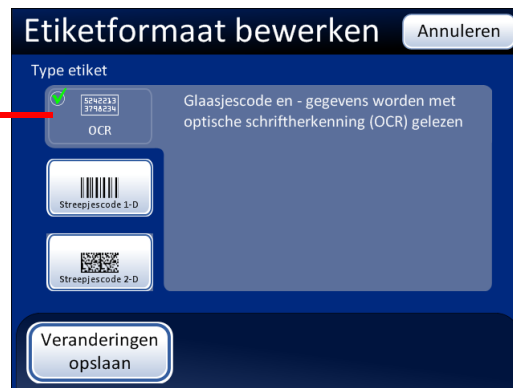 Etiketformaat bewerken
Annuleren
Type etiket
5242213
3798234
OCR
Glaasjescode en - gegevens worden met
optische schriftherkenning (OCR) gelezen
Streepjescode 1-D
Streepjescode 2-D
Veranderingen
opslaan